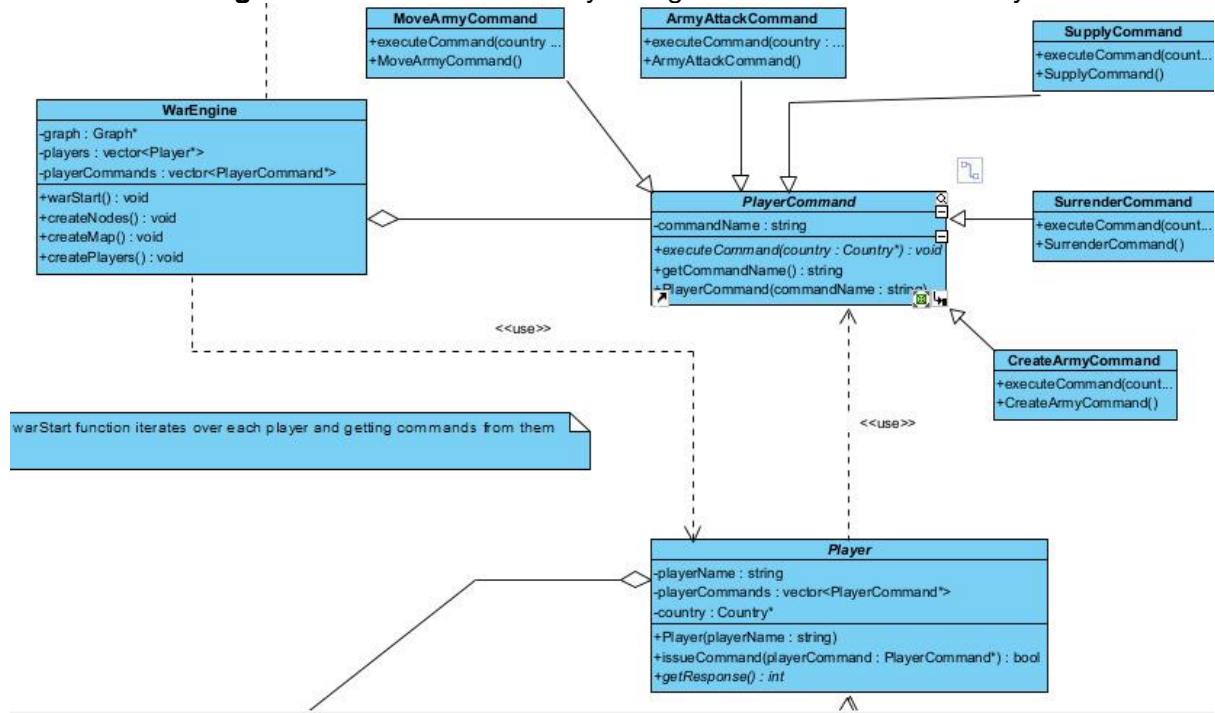 MoveArmyCommand
+executeCommand(country ...
+MoveArmyCommand()
ArmyAttackCommand
+executeCommand(country : ...
+ArmyAttackCommand()
SupplyCommand
+executeCommand(count...
+SupplyCommand()
WarEngine
-graph : Graph*
-players : vector<Player*>
-playerCommands : vector<PlayerCommand*>
+warStart() : void
+createNodes() : void
+createMap() : void
+createPlayers() : void
PlayerCommand
-commandName : string
+executeCommand(country : Country*) : void
+getCommandName() : string
+PlayerCommand(commandName : string)
SurrenderCommand
+executeCommand(count...
+SurrenderCommand()
<<use>>
CreateArmyCommand
+executeCommand(count...
+CreateArmyCommand()
<<use>>
warStart function iterates over each player and getting commands from them
Player
-playerName : string
-playerCommands : vector<PlayerCommand*>
-country : Country*
+Player(playerName : string)
+issueCommand(playerCommand : PlayerCommand*) : bool
+getResponse() : int